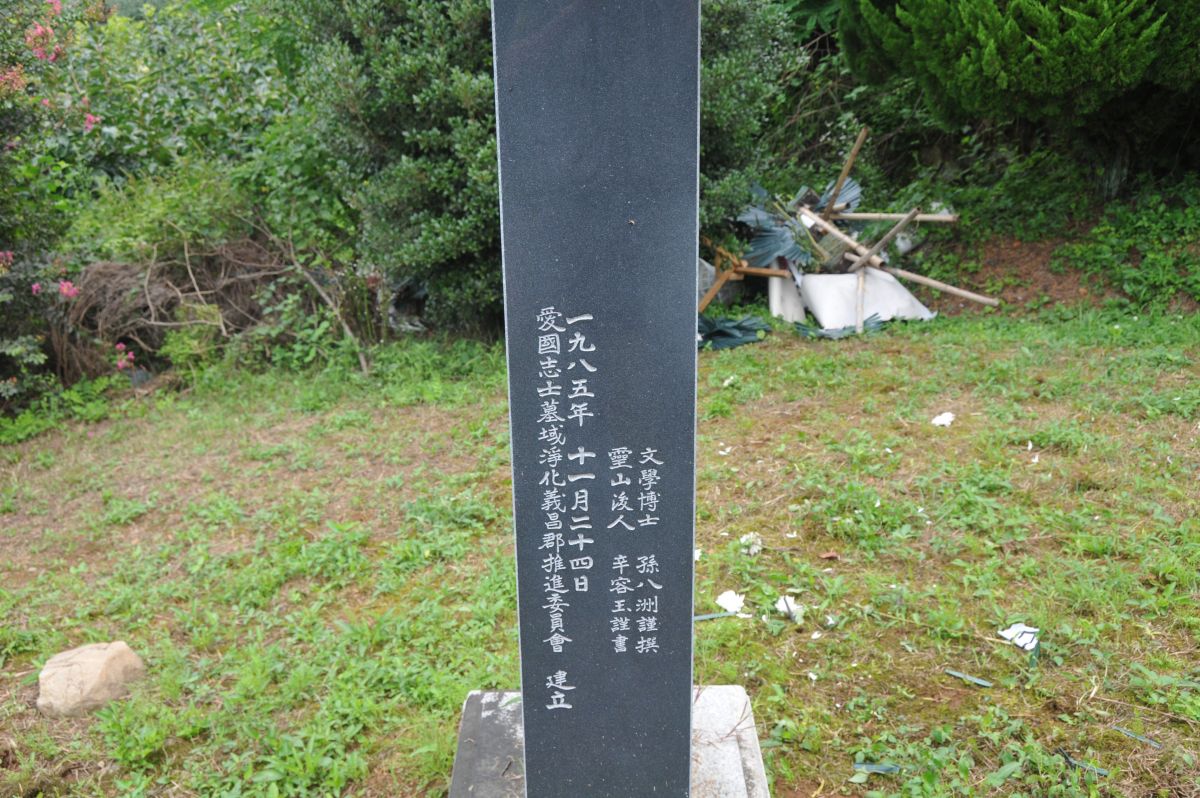 文學博士 孫八洲謹撰
靈山後人 辛容玉謹書
一九八五年 十一月二十四日
愛國志士墓域淨化義昌郡推進委員會 建立